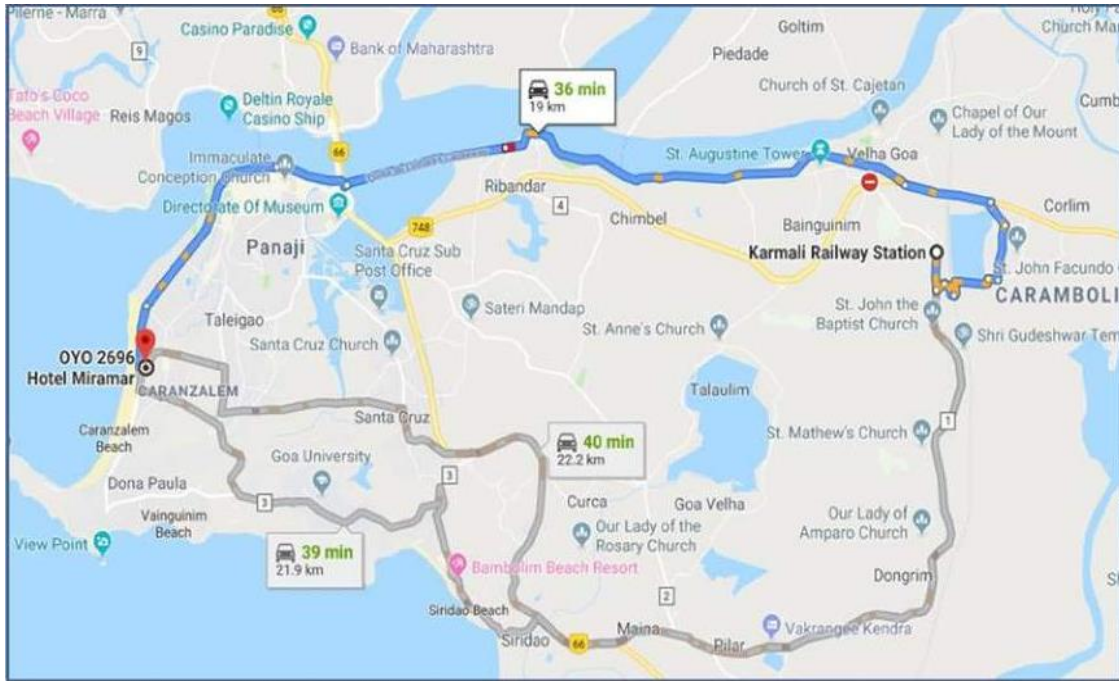 Pilerne - Marra
66
Casino Paradise
Bank of Maharashtra
9
Goltim
Piedade
Church Mar
Tato's Coco
Beach Village
Reis Magos
Deltin Royale
Casino Ship
36 min
19 km
Church of St. Cajetan
Chapel of Our
Lady of the Mount
Cumb
Immaculate
Conception Church
66
St. Augustine Tower
Velha Goa
Directorate Of Museum
Ribandar
4
Chimbel
Bainguinim
Corlim
748
Panaji
Santa Cruz Sub
Post Office
Karmali Railway Station
St. John Facundo
CARAMBOLI
Sateri Mandap
St. John the
Baptist Church
Taleigao
Santa Cruz Church
St. Anne's Church
Shri Gudeshwar Tem
OYO 2696
Hotel Miramar
CARANZALEM
Talaulim
1
Caranzalem
Beach
Santa Cruz
40 min
22.2 km
St. Mathew's Church
Goa University
3
Dona Paula
3
Curca
Goa Velha
Vainguinim
Beach
Our Lady of the
Rosary Church
Our Lady of
Amparo Church
View Point
39 min
21.9 km
Bambolim Beach Resort
Dongrim
2
Siridao Beach
Siridao
66
Maina
Pilar
Vakrangee Kendra